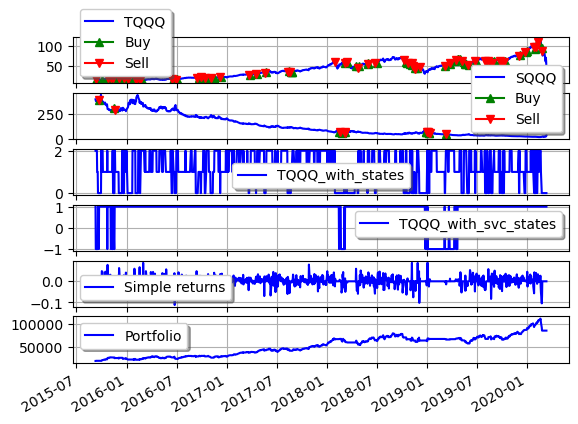 TQQQ
Buy
Sell
100
50
SQQQ
Buy
Sell
250
0
2
0
TQQQ_with_states
1
0
−1
TQQQ_with_svc_states
0.0
−0.1
Simple returns
100000
50000
Portfolio
2015-07
2016-01
2016-07
2017-01
2017-07
2018-01
2018-07
2019-01
2019-07
2020-01